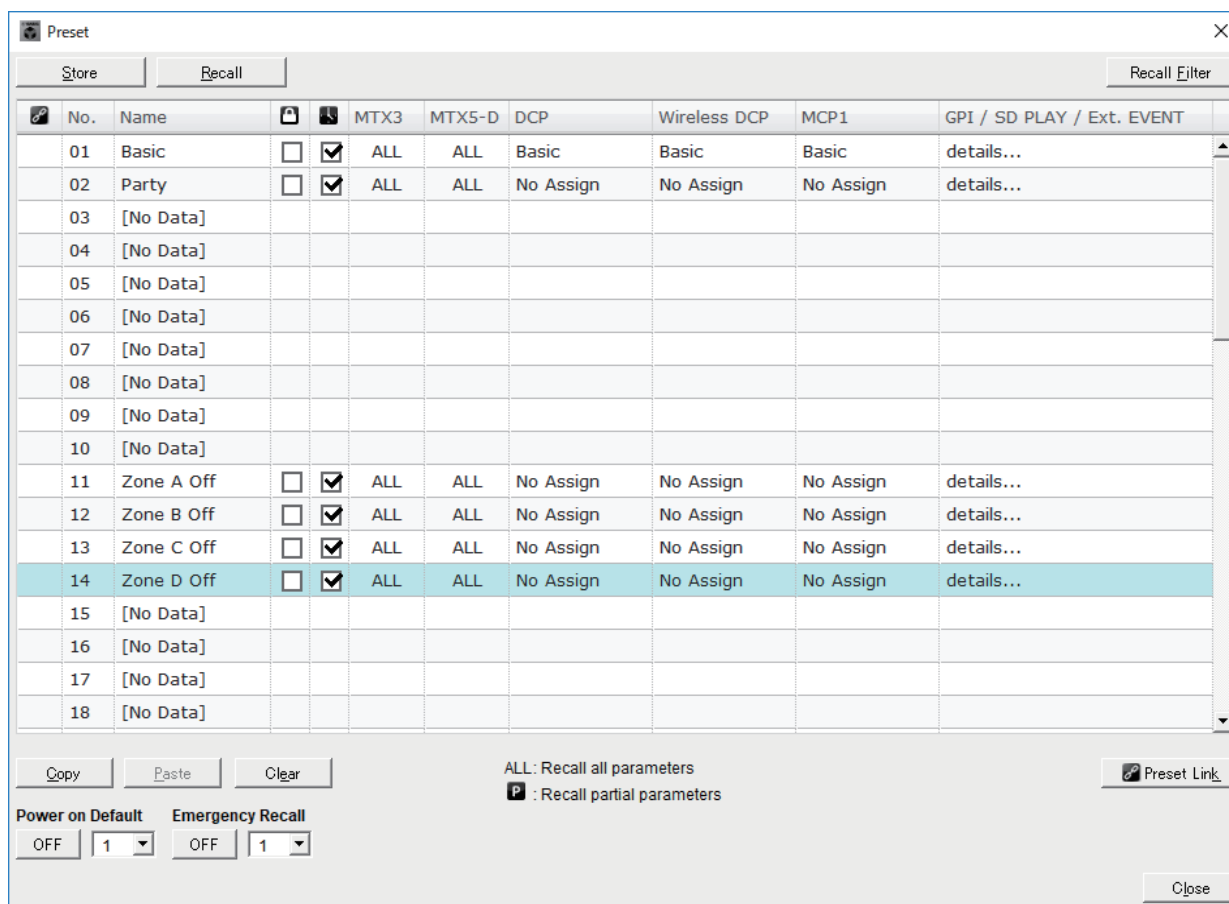 Preset
Store Recall Recall Filter
No. Name MTX3 MTX5-D DCP Wireless DCP MCP1 GPI / SD PLAY / Ext. EVENT
01 Basic ALL ALL Basic Basic Basic details...
02 Party ALL ALL No Assign No Assign No Assign details...
03 [No Data]
04 [No Data]
05 [No Data]
06 [No Data]
07 [No Data]
08 [No Data]
09 [No Data]
10 [No Data]
11 Zone A Off ALL ALL No Assign No Assign No Assign details...
12 Zone B Off ALL ALL No Assign No Assign No Assign details...
13 Zone C Off ALL ALL No Assign No Assign No Assign details...
14 Zone D Off ALL ALL No Assign No Assign No Assign details...
15 [No Data]
16 [No Data]
17 [No Data]
18 [No Data]
Copy Paste Clear ALL: Recall all parameters Preset Link
P : Recall partial parameters
Power on Default Emergency Recall
OFF 1 OFF 1
Close